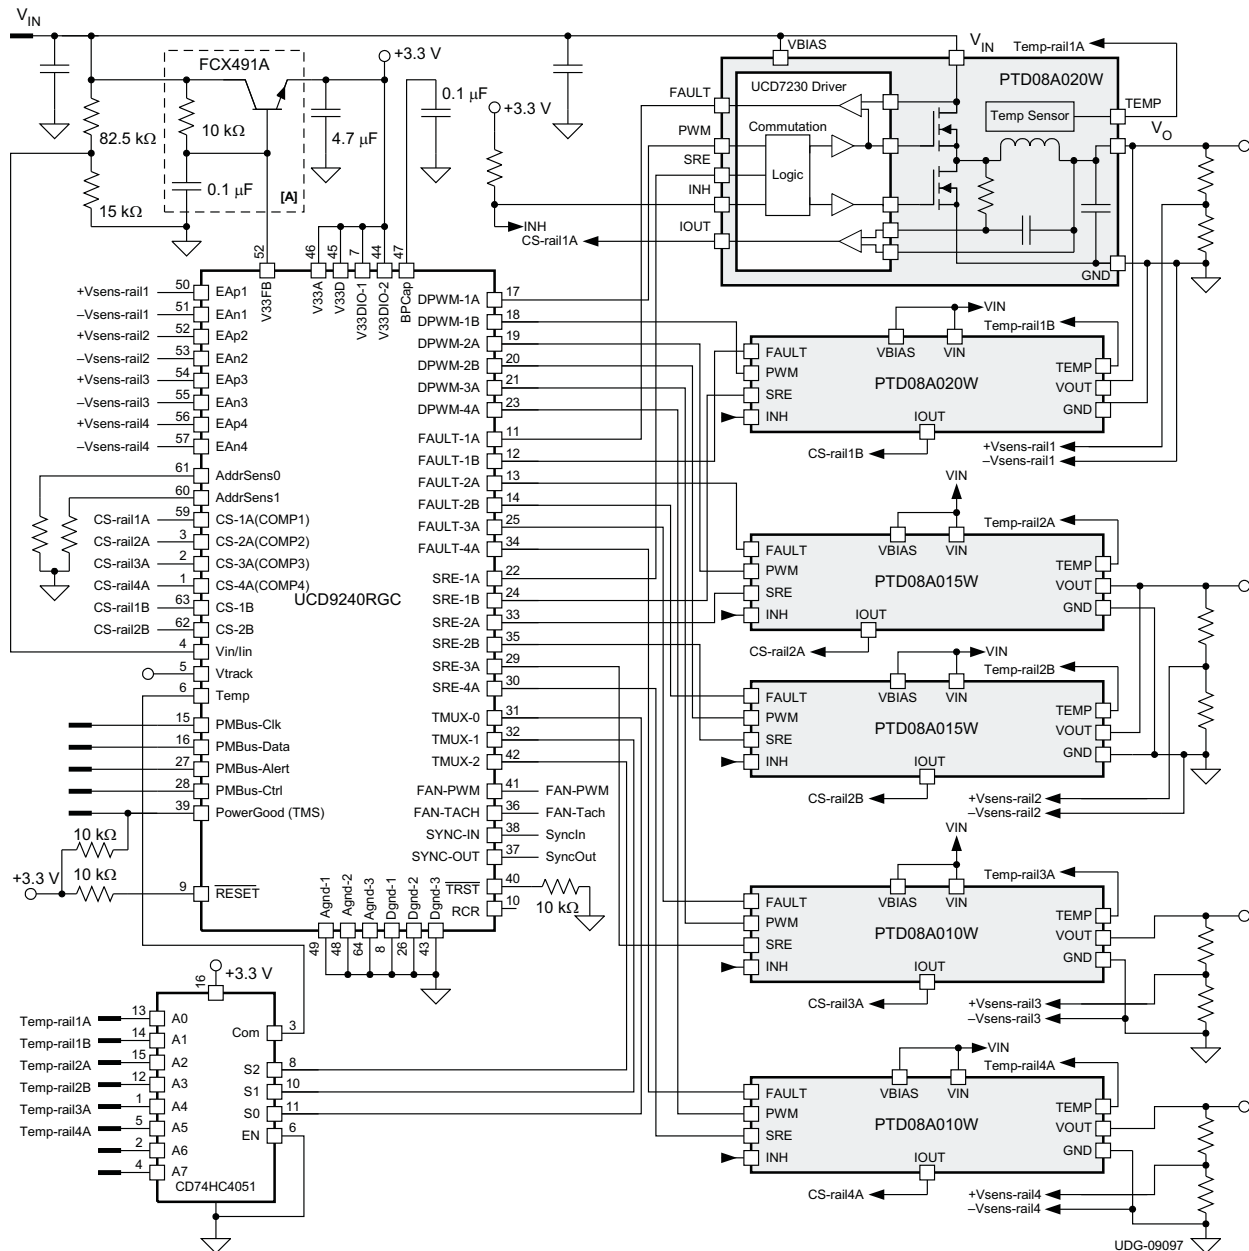 VIN
FCX491A
+3.3 V
82.5 kΩ
10 kΩ
4.7 µF
0.1 µF
0.1 µF
[A]
15 kΩ
+3.3 V
INH
CS-rail1A
VBIAS
VIN
Temp-rail1A
PTD08A020W
UCD7230 Driver
FAULT
PWM
SRE
INH
IOUT
Commutation
Logic
Temp Sensor
TEMP
VO
GND
52
46
45
7
44
47
V33FB
V33A
V33D
V33DIO-1
V33DIO-2
BPCap
+Vsens-rail1 50 EAp1
–Vsens-rail1 51 EAn1
+Vsens-rail2 52 EAp2
–Vsens-rail2 53 EAn2
+Vsens-rail3 54 EAp3
–Vsens-rail3 55 EAn3
+Vsens-rail4 56 EAp4
–Vsens-rail4 57 EAn4
61 AddrSens0
60 AddrSens1
CS-rail1A 59 CS-1A(COMP1)
CS-rail2A 3 CS-2A(COMP2)
CS-rail3A 2 CS-3A(COMP3)
CS-rail4A 1 CS-4A(COMP4)
CS-rail1B 63 CS-1B
CS-rail2B 62 CS-2B
4 Vin/Iin
5 Vtrack
6 Temp
15 PMBus-Clk
16 PMBus-Data
27 PMBus-Alert
28 PMBus-Ctrl
39 PowerGood (TMS)
10 kΩ
+3.3 V
10 kΩ
9 RESET
UCD9240RGC
DPWM-1A 17
DPWM-1B 18
DPWM-2A 19
DPWM-2B 20
DPWM-3A 21
DPWM-4A 23
FAULT-1A 11
FAULT-1B 12
FAULT-2A 13
FAULT-2B 14
FAULT-3A 25
FAULT-4A 34
SRE-1A 22
SRE-1B 24
SRE-2A 33
SRE-2B 35
SRE-3A 29
SRE-4A 30
TMUX-0 31
TMUX-1 32
TMUX-2 42
FAN-PWM 41 FAN-PWM
FAN-TACH 36 FAN-Tach
SYNC-IN 38 SyncIn
SYNC-OUT 37 SyncOut
TRST 40
10 kΩ
RCR 10
Agnd-1
Agnd-2
Agnd-3
Dgnd-1
Dgnd-2
Dgnd-3
49
48
64
8
26
43
VIN
Temp-rail1B
VBIAS
VIN
FAULT
PWM
SRE
INH
PTD08A020W
TEMP
VOUT
GND
IOUT
CS-rail1B
+Vsens-rail1
–Vsens-rail1
VIN
Temp-rail2A
VBIAS
VIN
FAULT
PWM
SRE
INH
PTD08A015W
TEMP
VOUT
GND
IOUT
CS-rail2A
VIN
Temp-rail2B
VBIAS
VIN
FAULT
PWM
SRE
INH
PTD08A015W
TEMP
VOUT
GND
IOUT
CS-rail2B
+Vsens-rail2
–Vsens-rail2
VIN
Temp-rail3A
VBIAS
VIN
FAULT
PWM
SRE
INH
PTD08A010W
TEMP
VOUT
GND
IOUT
CS-rail3A
+Vsens-rail3
–Vsens-rail3
VIN
Temp-rail4A
VBIAS
VIN
FAULT
PWM
SRE
INH
PTD08A010W
TEMP
VOUT
GND
IOUT
CS-rail4A
+Vsens-rail4
–Vsens-rail4
16
+3.3 V
Temp-rail1A 13 A0
Temp-rail1B 14 A1
Temp-rail2A 15 A2
Temp-rail2B 12 A3
Temp-rail3A 1 A4
Temp-rail4A 5 A5
2 A6
4 A7
Com 3
S2 8
S1 10
S0 11
EN 6
CD74HC4051
UDG-09097